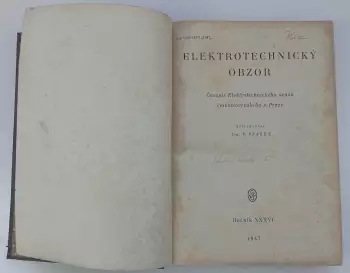 ELEKTROTECHNICKÝ
OBZOR
Časopis Elektrotechnického svazu
československého v Praze
Ročník XXXVI
1947